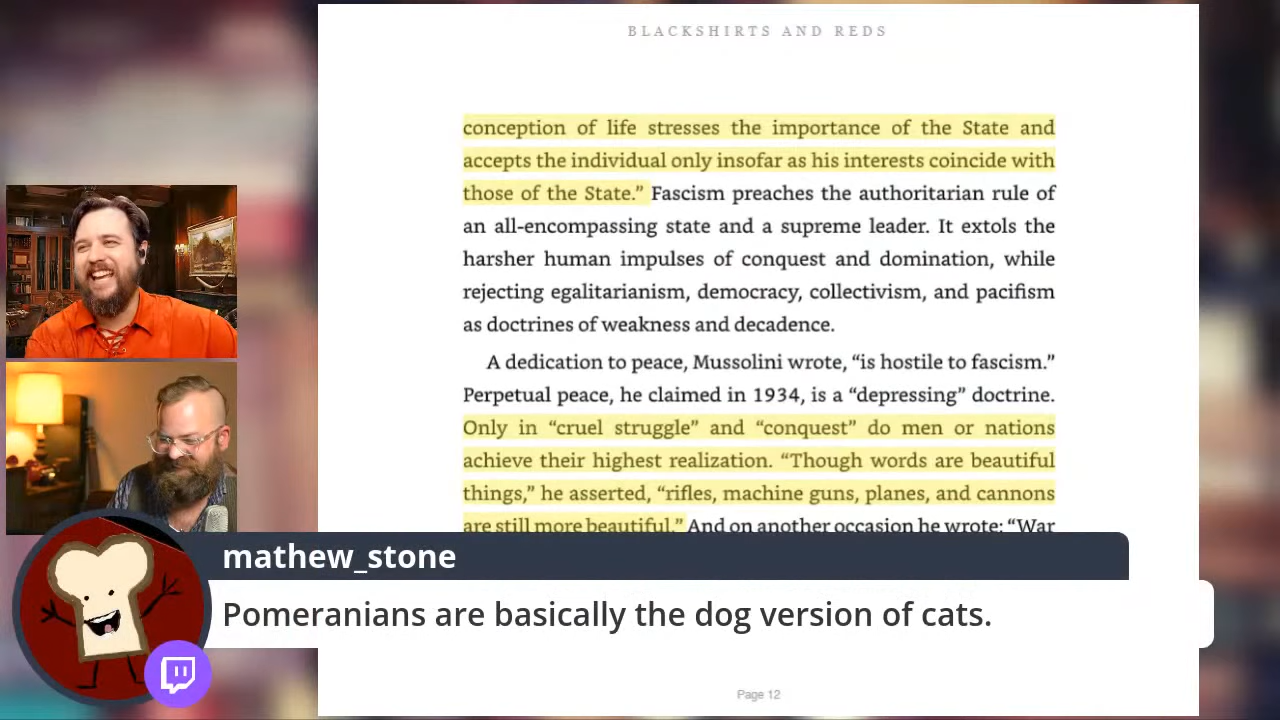 BLACKSHIRTS AND REDS
conception of life stresses the importance of the State and
accepts the individual only insofar as his interests coincide with
those of the State.” Fascism preaches the authoritarian rule of
an all-encompassing state and a supreme leader. It extols the
harsher human impulses of conquest and domination, while
rejecting egalitarianism, democracy, collectivism, and pacifism
as doctrines of weakness and decadence.
A dedication to peace, Mussolini wrote, “is hostile to fascism.”
Perpetual peace, he claimed in 1934, is a “depressing” doctrine.
Only in “cruel struggle” and “conquest” do men or nations
achieve their highest realization. “Though words are beautiful
things,” he asserted, “rifles, machine guns, planes, and cannons
are still more beautiful.” And on another occasion he wrote: “War
mathew_stone
Pomeranians are basically the dog version of cats.
Page 12